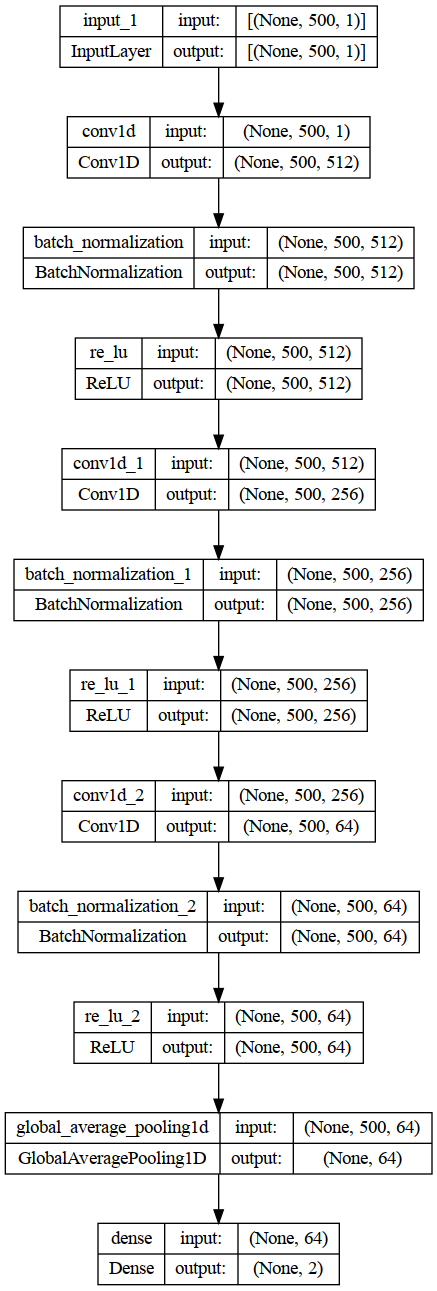 input_1 input: [(None, 500, 1)]
InputLayer output: [(None, 500, 1)]
conv1d input: (None, 500, 1)
Conv1D output: (None, 500, 512)
batch_normalization input: (None, 500, 512)
BatchNormalization output: (None, 500, 512)
re_lu input: (None, 500, 512)
ReLU output: (None, 500, 512)
conv1d_1 input: (None, 500, 512)
Conv1D output: (None, 500, 256)
batch_normalization_1 input: (None, 500, 256)
BatchNormalization output: (None, 500, 256)
re_lu_1 input: (None, 500, 256)
ReLU output: (None, 500, 256)
conv1d_2 input: (None, 500, 256)
Conv1D output: (None, 500, 64)
batch_normalization_2 input: (None, 500, 64)
BatchNormalization output: (None, 500, 64)
re_lu_2 input: (None, 500, 64)
ReLU output: (None, 500, 64)
global_average_pooling1d input: (None, 500, 64)
GlobalAveragePooling1D output: (None, 64)
dense input: (None, 64)
Dense output: (None, 2)